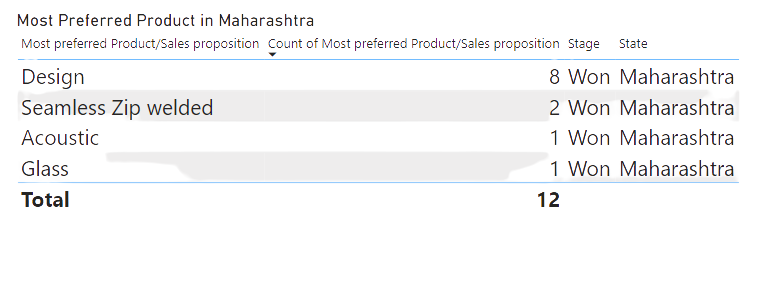 Most Preferred Product in Maharashtra
Most preferred Product/Sales proposition Count of Most preferred Product/Sales proposition Stage State
Design 8 Won Maharashtra
Seamless Zip welded 2 Won Maharashtra
Acoustic 1 Won Maharashtra
Glass 1 Won Maharashtra
Total 12